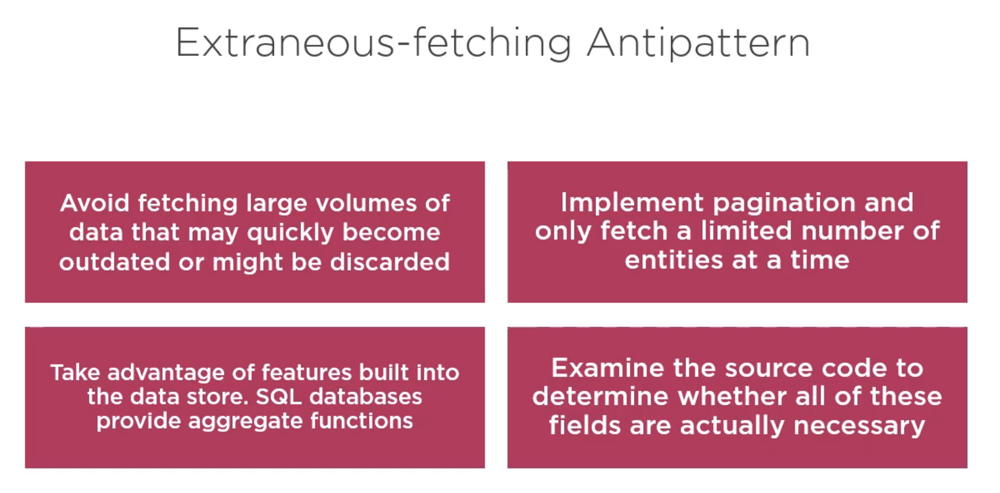 Extraneous-fetching Antipattern
Avoid fetching large volumes of
data that may quickly become
outdated or might be discarded
Implement pagination and
only fetch a limited number of
entities at a time
Take advantage of features built into
the data store. SQL databases
provide aggregate functions
Examine the source code to
determine whether all of these
fields are actually necessary